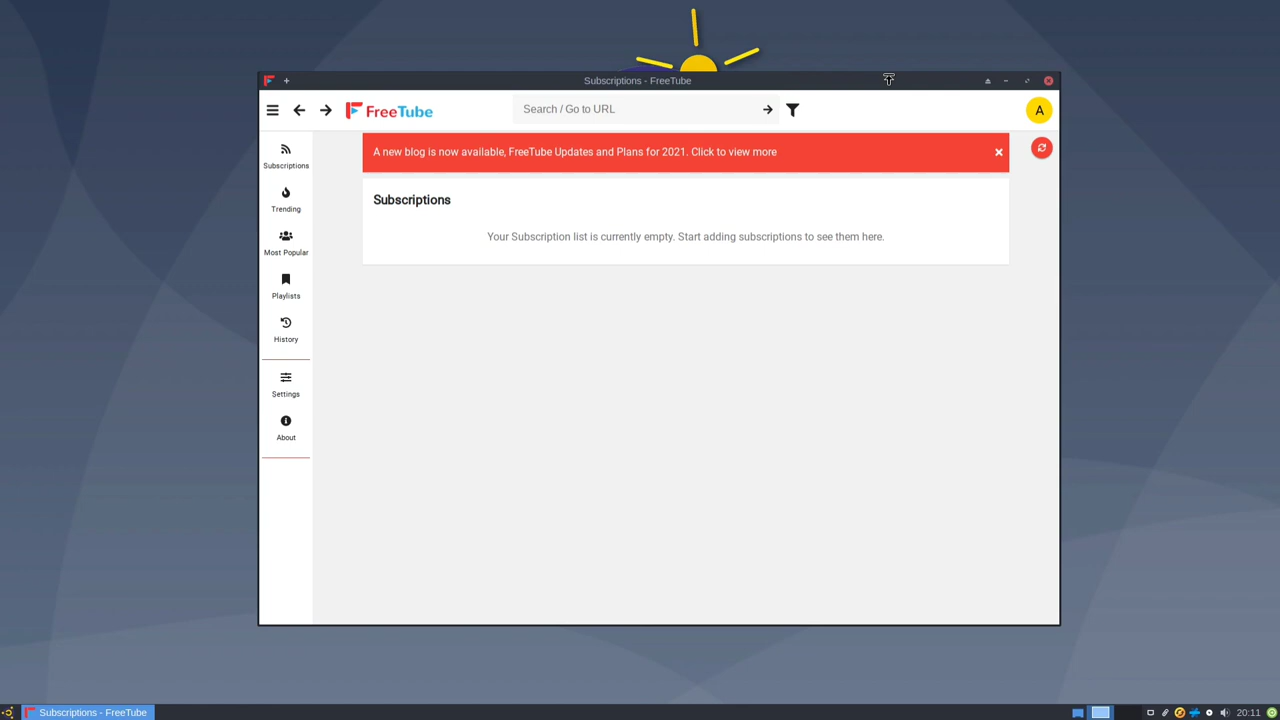 Subscriptions - FreeTube
FreeTube
Search / Go to URL
A
Subscriptions
Trending
Most Popular
Playlists
History
Settings
About
A new blog is now available, FreeTube Updates and Plans for 2021. Click to view more
Subscriptions
Your Subscription list is currently empty. Start adding subscriptions to see them here.
Subscriptions - FreeTube
20:11